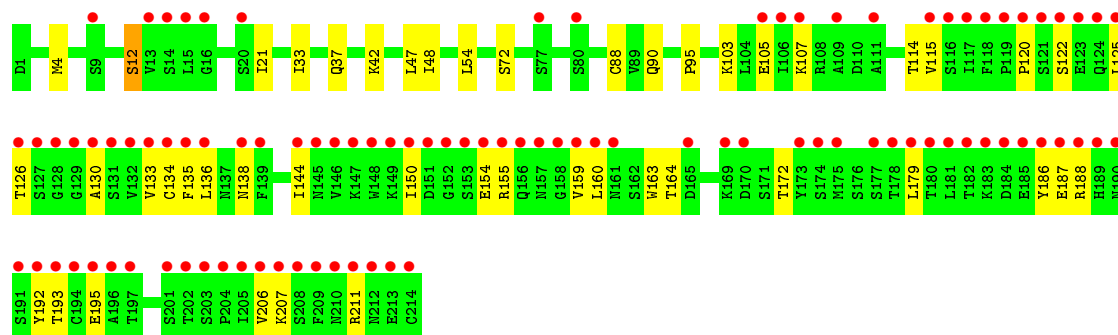 D1 M4 S9 S12 V13 S14 L15 G16 S20 I21 I33 Q37 K42 L47 I48 L54 S72 S77 S80 C88 V89 Q90 P95 K103 L104 E105 I106 K107 R108 A109 D110 A111 T114 V115 S116 I117 F118 P119 P120 S121 S122 E123 Q124 L125
T126 S127 G128 G129 A130 S131 V132 V133 C134 F135 L136 N137 N138 F139 I144 N145 V146 K147 W148 K149 I150 D151 G152 S153 E154 R155 Q156 N157 G158 V159 L160 N161 S162 W163 T164 D165 K169 D170 S171 T172 Y173 S174 M175 S176 S177 T178 L179 T180 L181 T182 K183 D184 E185 Y186 E187 R188 H189 N190
S191 Y192 T193 C194 E195 A196 T197 S201 T202 S203 P204 I205 V206 K207 S208 F209 N210 R211 N212 E213 C214